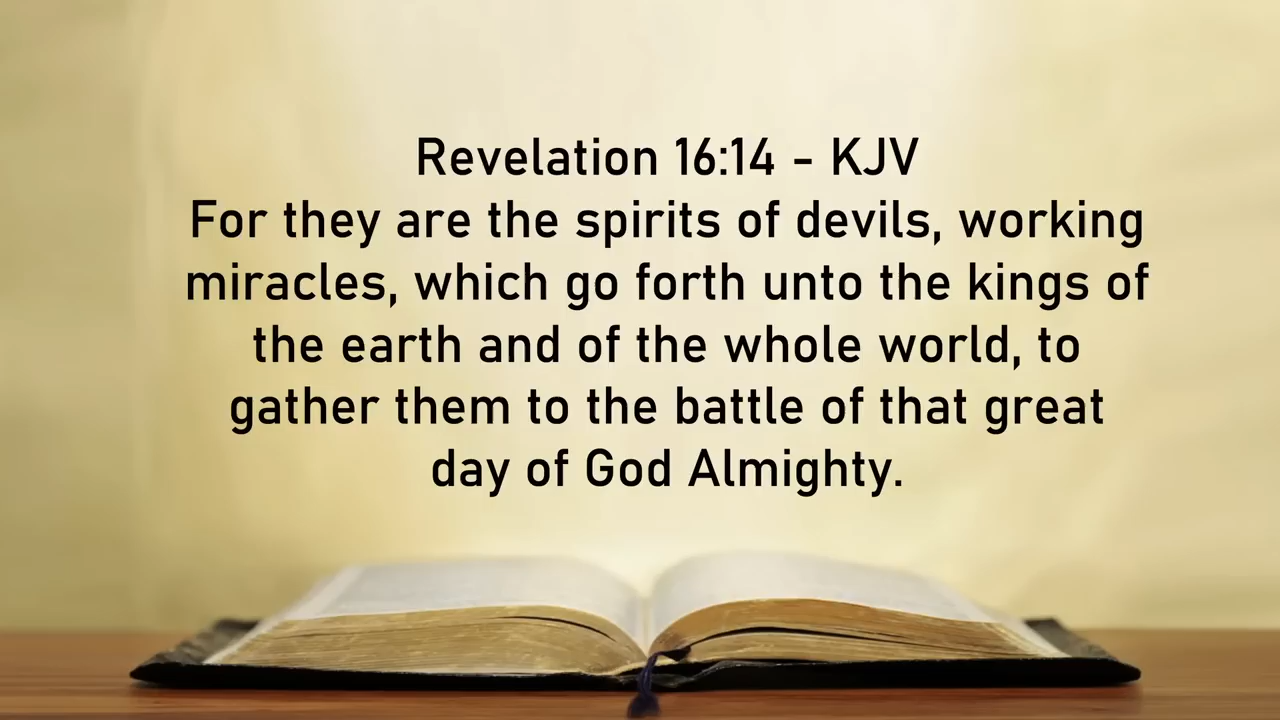 Revelation 16:14 - KJV
For they are the spirits of devils, working
miracles, which go forth unto the kings of
the earth and of the whole world, to
gather them to the battle of that great
day of God Almighty.